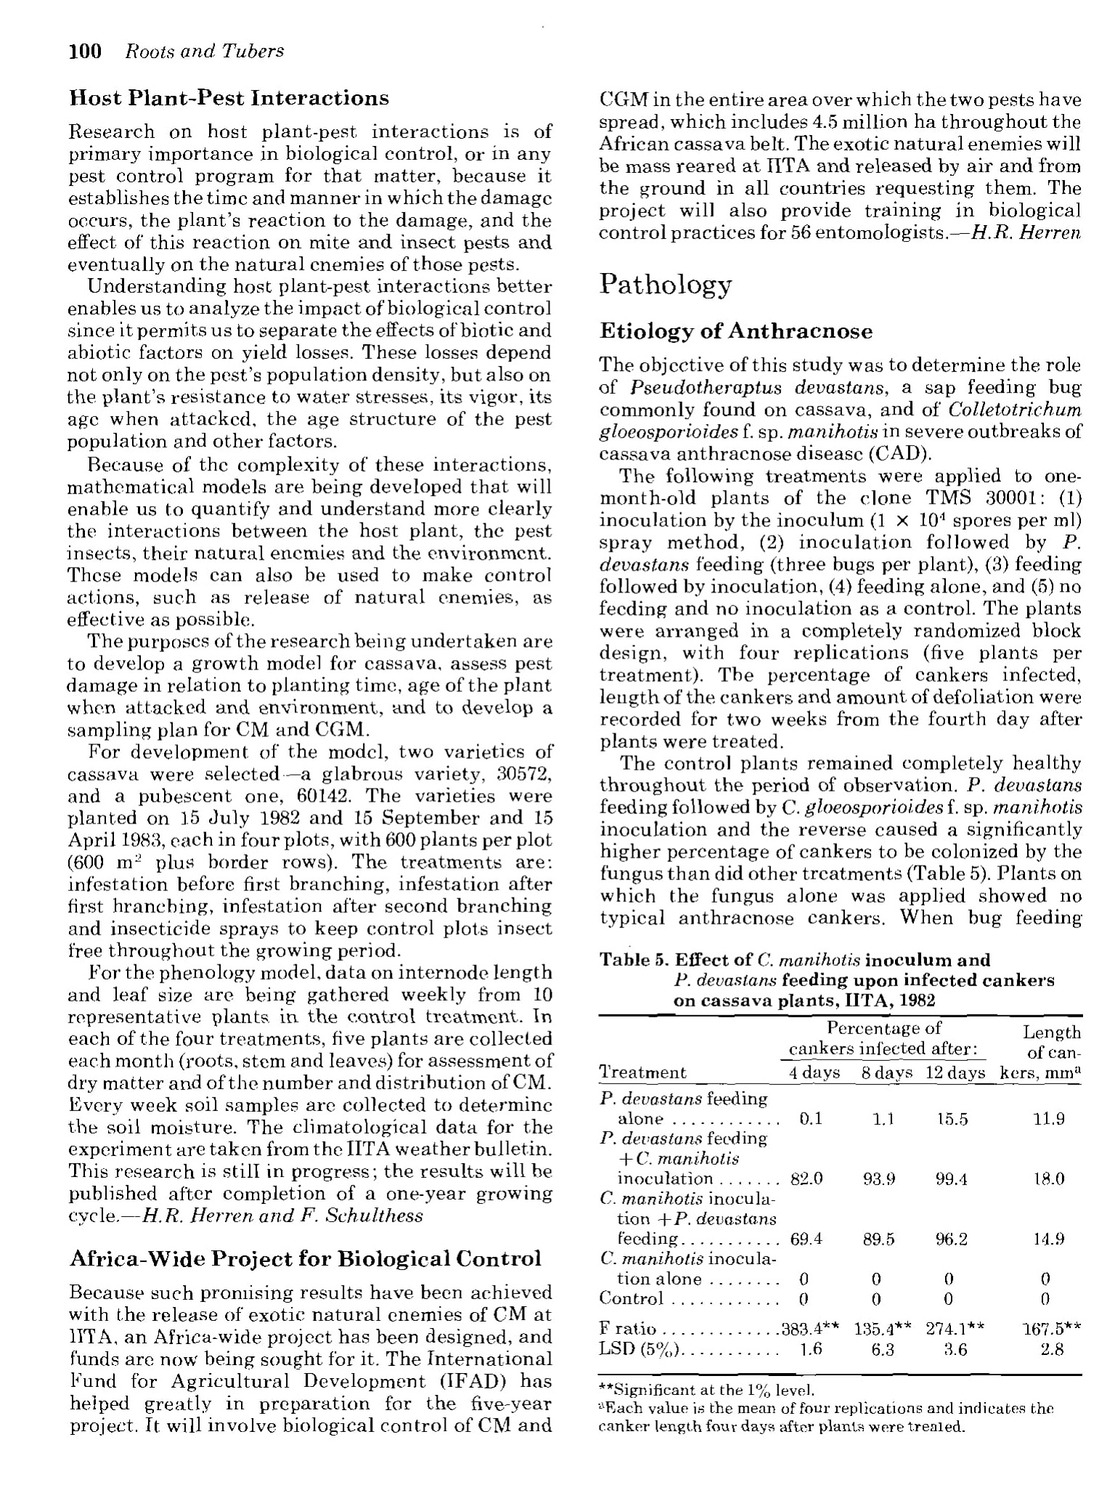 100 Roots and Tubers
Host Plant-Pest Interactions
Research on host plant-pest interactions is of
primary importance in biological control, or in any
pest control program for that matter, because it
establishes the time and manner in which the damage
occurs, the plant's reaction to the damage, and the
effect of this reaction on mite and insect pests and
eventually on the natural enemies of those pests.
Understanding host plant-pest interactions better
enables us to analyze the impact of biological control
since it permits us to separate the effects of biotic and
abiotic factors on yield losses. These losses depend
not only on the pest's population density, but also on
the plant's resistance to water stresses, its vigor, its
age when attacked, the age structure of the pest
population and other factors.
Because of the complexity of these interactions,
mathematical models are being developed that will
enable us to quantify and understand more clearly
the interactions between the host plant, the pest
insects, their natural enemies and the environment.
These models can also be used to make control
actions, such as release of natural enemies, as
effective as possible.
The purposes of the research being undertaken are
to develop a growth model for cassava, assess pest
damage in relation to planting time, age of the plant
when attacked and environment, and to develop a
sampling plan for CM and CGM.
For development of the model, two varieties of
cassava were selected—a glabrous variety, 30572,
and a pubescent one, 60142. The varieties were
planted on 15 July 1982 and 15 September and 15
April 1983, each in four plots, with 600 plants per plot
(600 m² plus border rows). The treatments are:
infestation before first branching, infestation after
first branching, infestation after second branching
and insecticide sprays to keep control plots insect
free throughout the growing period.
For the phenology model, data on internode length
and leaf size are being gathered weekly from 10
representative plants in the control treatment. In
each of the four treatments, five plants are collected
each month (roots, stem and leaves) for assessment of
dry matter and of the number and distribution of CM.
Every week soil samples are collected to determine
the soil moisture. The climatological data for the
experiment are taken from the IITA weather bulletin.
This research is still in progress; the results will be
published after completion of a one-year growing
cycle.—H.R. Herren and F. Schulthess
Africa-Wide Project for Biological Control
Because such promising results have been achieved
with the release of exotic natural enemies of CM at
IITA, an Africa-wide project has been designed, and
funds are now being sought for it. The International
Fund for Agricultural Development (IFAD) has
helped greatly in preparation for the five-year
project. It will involve biological control of CM and
CGM in the entire area over which the two pests have
spread, which includes 4.5 million ha throughout the
African cassava belt. The exotic natural enemies will
be mass reared at IITA and released by air and from
the ground in all countries requesting them. The
project will also provide training in biological
control practices for 56 entomologists.—H.R. Herren
Pathology
Etiology of Anthracnose
The objective of this study was to determine the role
of Pseudotheraptus devastans, a sap feeding bug
commonly found on cassava, and of Colletotrichum
gloeosporioides f. sp. manihotis in severe outbreaks of
cassava anthracnose disease (CAD).
The following treatments were applied to one-
month-old plants of the clone TMS 30001: (1)
inoculation by the inoculum (1 × 10⁴ spores per ml)
spray method, (2) inoculation followed by P.
devastans feeding (three bugs per plant), (3) feeding
followed by inoculation, (4) feeding alone, and (5) no
feeding and no inoculation as a control. The plants
were arranged in a completely randomized block
design, with four replications (five plants per
treatment). The percentage of cankers infected,
length of the cankers and amount of defoliation were
recorded for two weeks from the fourth day after
plants were treated.
The control plants remained completely healthy
throughout the period of observation. P. devastans
feeding followed by C. gloeosporioides f. sp. manihotis
inoculation and the reverse caused a significantly
higher percentage of cankers to be colonized by the
fungus than did other treatments (Table 5). Plants on
which the fungus alone was applied showed no
typical anthracnose cankers. When bug feeding
Table 5. Effect of C. manihotis inoculum and
P. devastans feeding upon infected cankers
on cassava plants, IITA, 1982
Percentage of Length
cankers infected after: of can-
Treatment 4 days 8 days 12 days kers, mmᵃ
P. devastans feeding
alone ............ 0.1 1.1 15.5 11.9
P. devastans feeding
+C. manihotis
inoculation ....... 82.0 93.9 99.4 18.0
C. manihotis inocula-
tion +P. devastans
feeding........... 69.4 89.5 96.2 14.9
C. manihotis inocula-
tion alone ........ 0 0 0 0
Control ............ 0 0 0 0
F ratio .............383.4** 135.4** 274.1** 167.5**
LSD (5%)........... 1.6 6.3 3.6 2.8
**Significant at the 1% level.
ᵃEach value is the mean of four replications and indicates the
canker length four days after plants were treated.